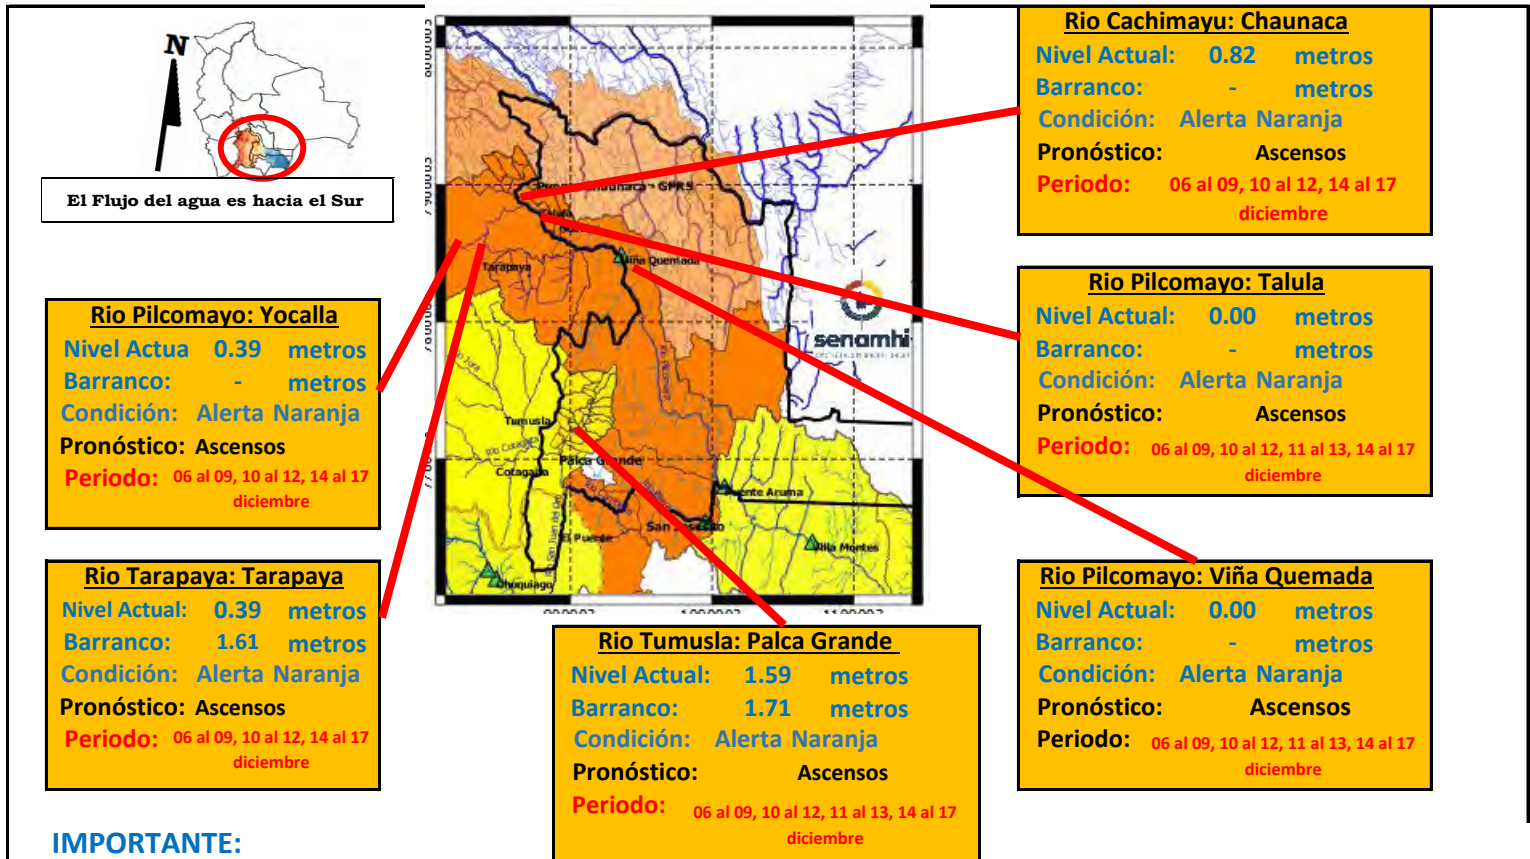 N
El Flujo del agua es hacia el Sur
Rio Cachimayu: Chaunaca
Nivel Actual: 0.82 metros
Barranco: - metros
Condición: Alerta Naranja
Pronóstico: Ascensos
Periodo: 06 al 09, 10 al 12, 14 al 17
diciembre
Rio Pilcomayo: Talula
Nivel Actual: 0.00 metros
Barranco: - metros
Condición: Alerta Naranja
Pronóstico: Ascensos
Periodo: 06 al 09, 10 al 12, 11 al 13, 14 al 17
diciembre
Rio Pilcomayo: Yocalla
Nivel Actua 0.39 metros
Barranco: - metros
Condición: Alerta Naranja
Pronóstico: Ascensos
Periodo: 06 al 09, 10 al 12, 14 al 17
diciembre
Rio Tarapaya: Tarapaya
Nivel Actual: 0.39 metros
Barranco: 1.61 metros
Condición: Alerta Naranja
Pronóstico: Ascensos
Periodo: 06 al 09, 10 al 12, 14 al 17
diciembre
Rio Tumusla: Palca Grande
Nivel Actual: 1.59 metros
Barranco: 1.71 metros
Condición: Alerta Naranja
Pronóstico: Ascensos
Periodo: 06 al 09, 10 al 12, 11 al 13, 14 al 17
diciembre
Rio Pilcomayo: Viña Quemada
Nivel Actual: 0.00 metros
Barranco: - metros
Condición: Alerta Naranja
Pronóstico: Ascensos
Periodo: 06 al 09, 10 al 12, 11 al 13, 14 al 17
diciembre
Chaunaca - GPRS
Viña Quemada
Tarapaya
senamhi
Tumusla
Palca Grande
Cotagaita
Puente Aruma
El Puente
Villa Montes
Chuquiago
IMPORTANTE: